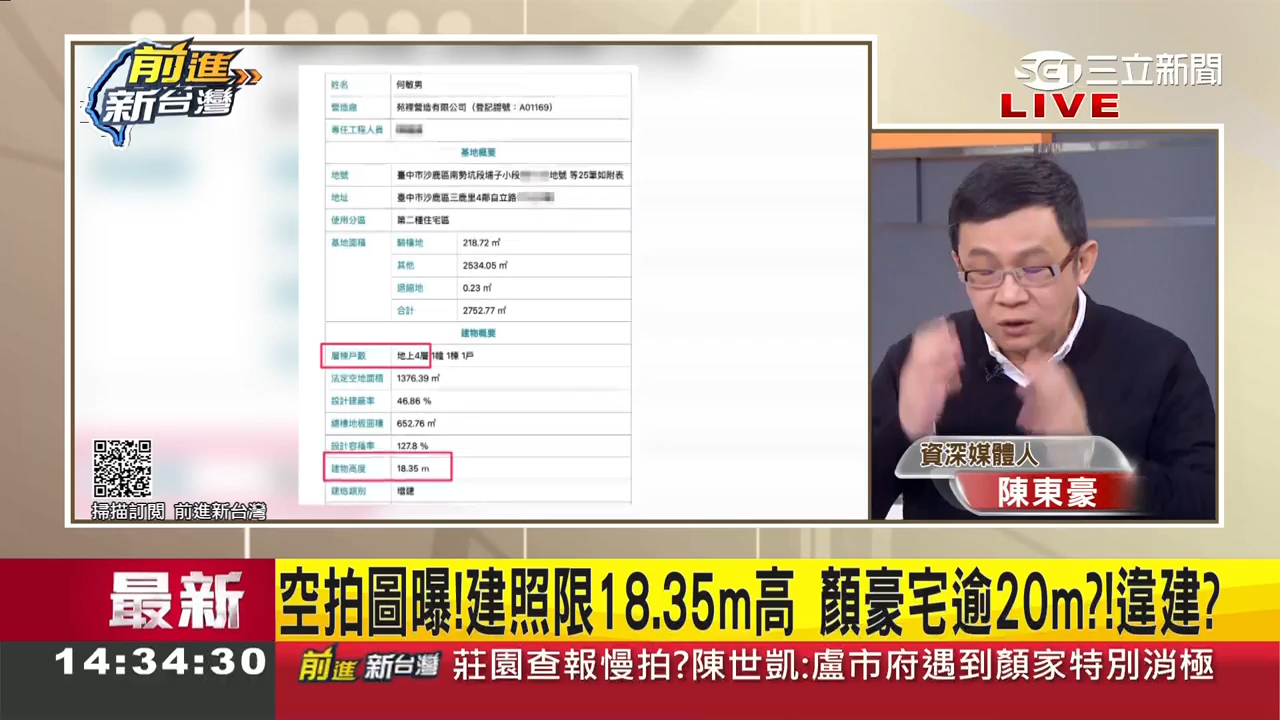 前進
新台灣
SET三立新聞
LIVE
姓名 何敏男
營造廠 苑裡營造有限公司(登記證號:A01169)
專任工程人員
基地概要
地號 臺中市沙鹿區南勢坑段埔子小段 地號 等25筆如附表
地址 臺中市沙鹿區三鹿里4鄰自立路
使用分區 第二種住宅區
基地面積 騎樓地 218.72 ㎡
其他 2534.05 ㎡
退縮地 0.23 ㎡
合計 2752.77 ㎡
建物概要
層棟戶數 地上4層 1幢 1棟 1戶
法定空地面積 1376.39 ㎡
設計建蔽率 46.86 %
總樓地板面積 652.76 ㎡
設計容積率 127.8 %
建物高度 18.35 m
建造類別 增建
掃描訂閱 前進新台灣
資深媒體人
陳東豪
最新
空拍圖曝!建照限18.35m高 顏豪宅逾20m?!違建?
14:34:30
前進新台灣 莊園查報慢拍?陳世凱:盧市府遇到顏家特別消極